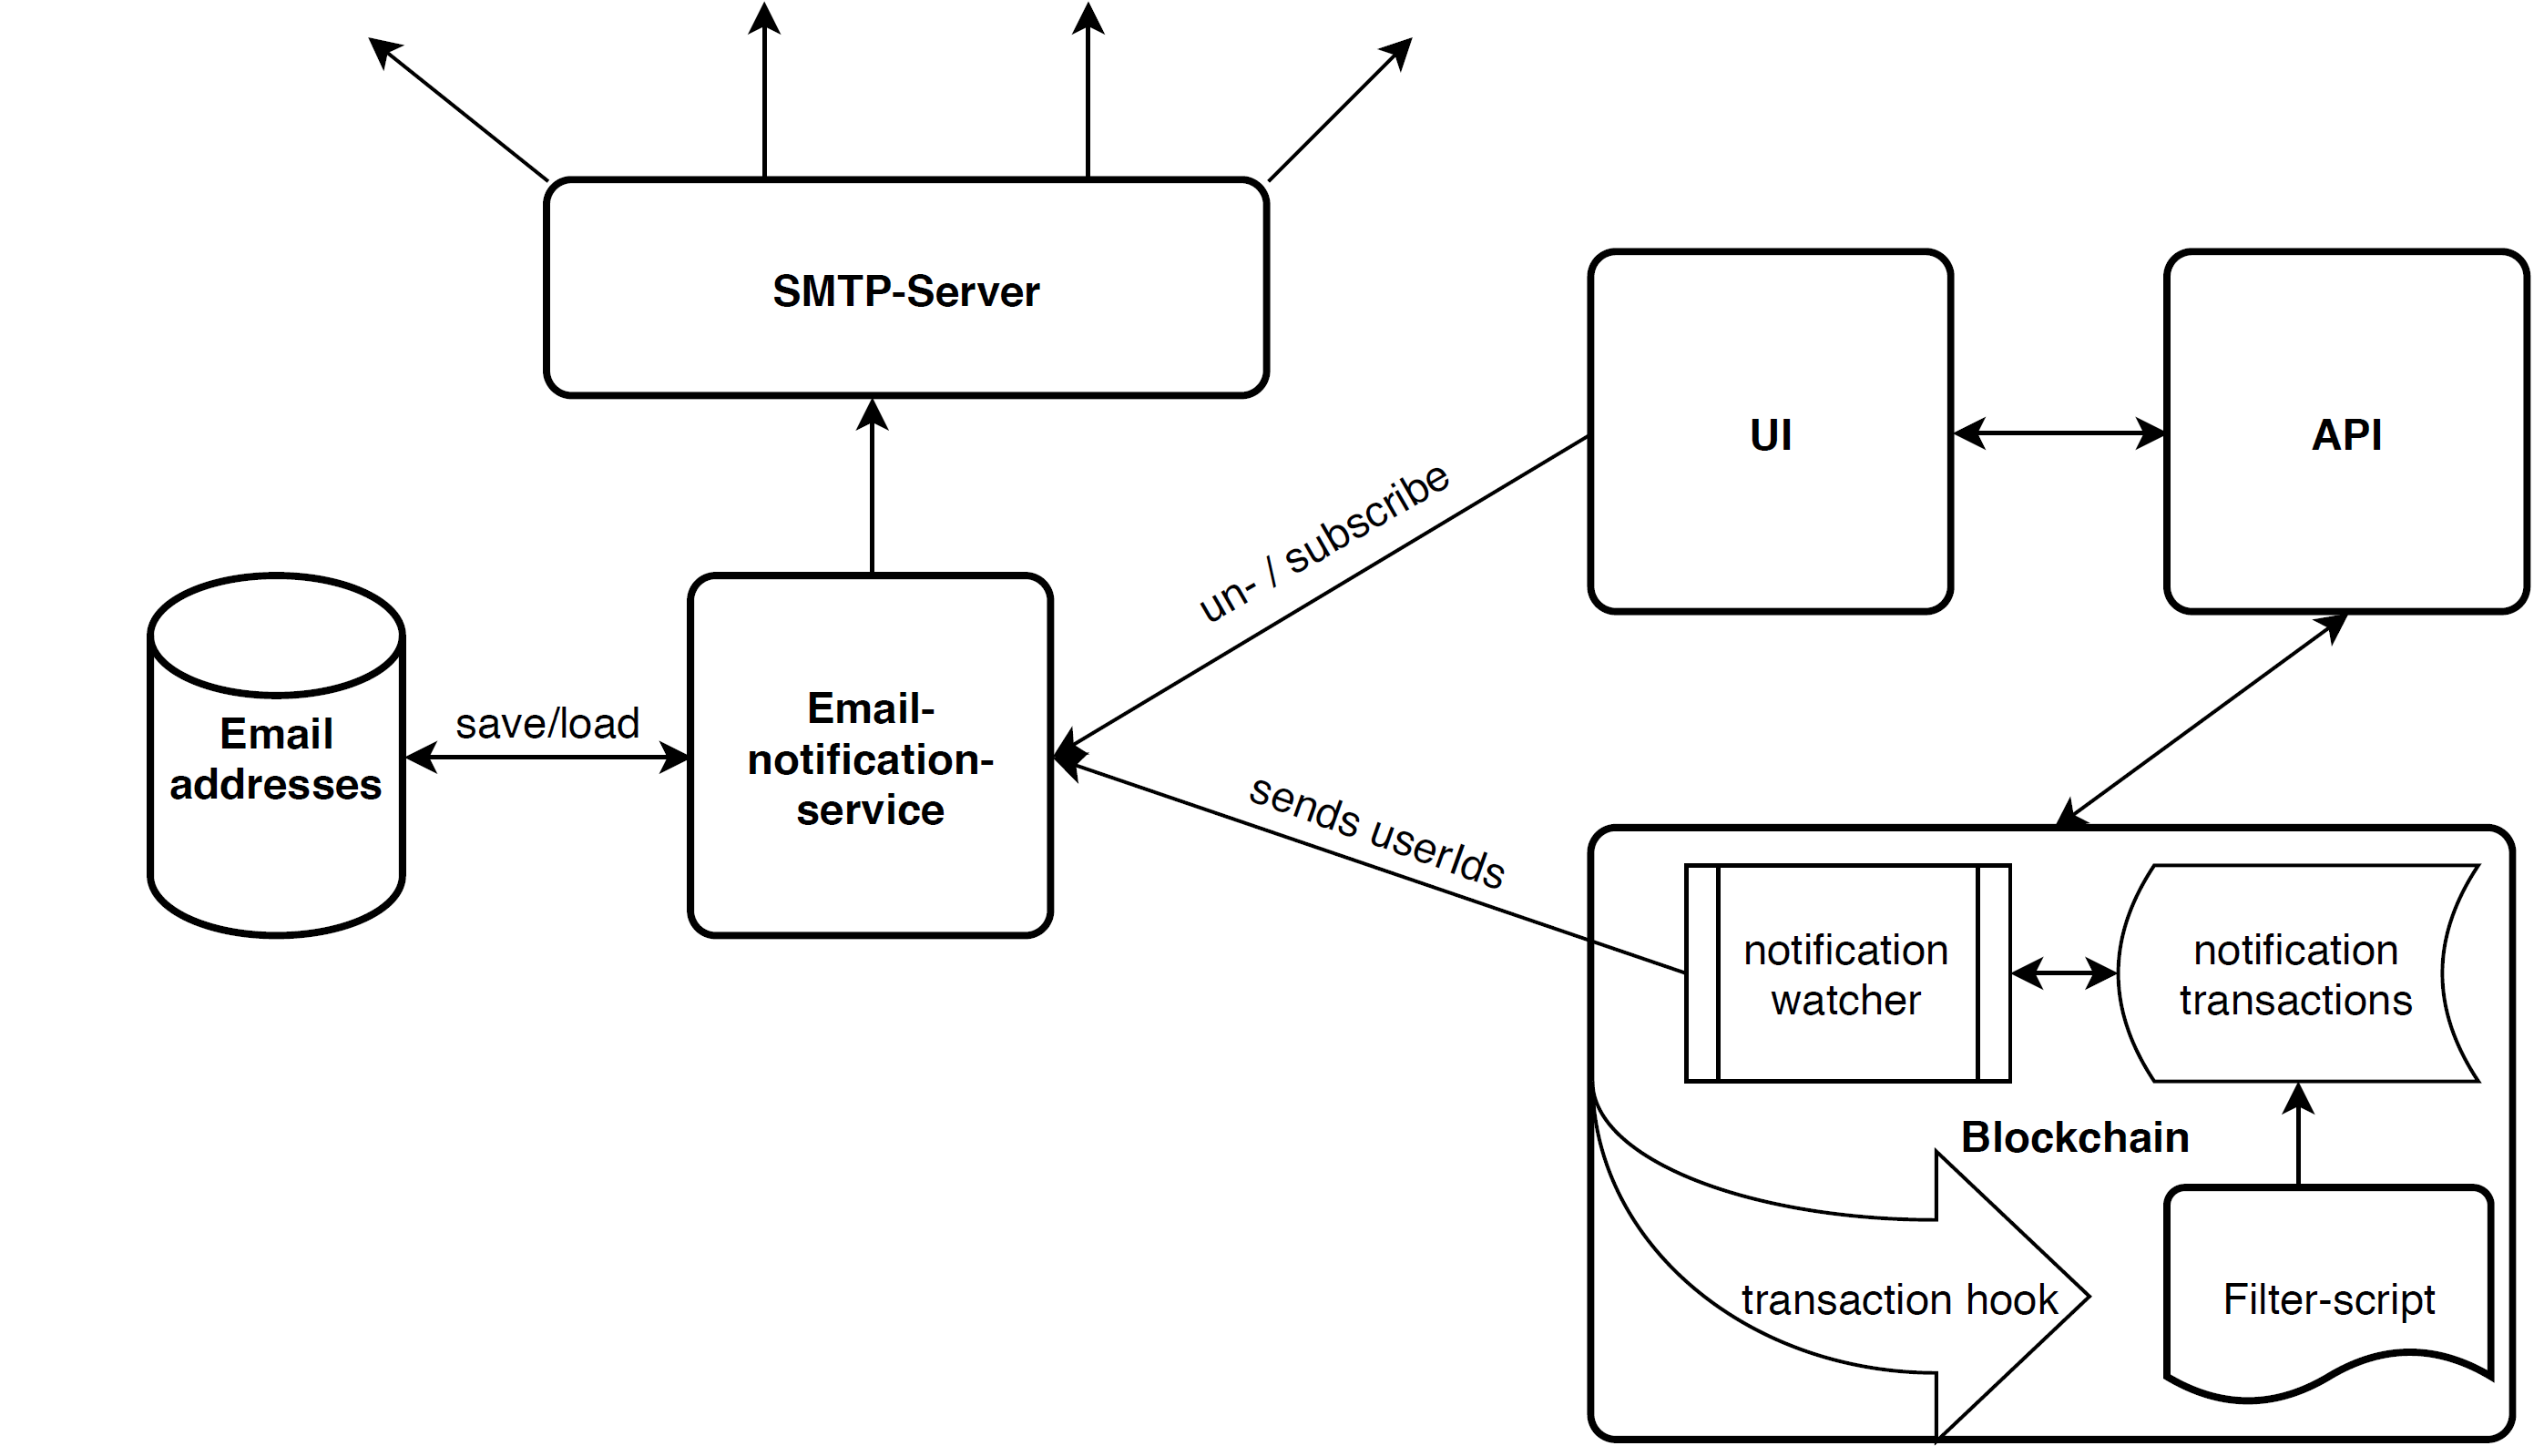 SMTP-Server
UI
API
un- / subscribe
Email
addresses
save/load
Email-
notification-
service
sends userIds
notification
watcher
notification
transactions
Blockchain
transaction hook
Filter-script